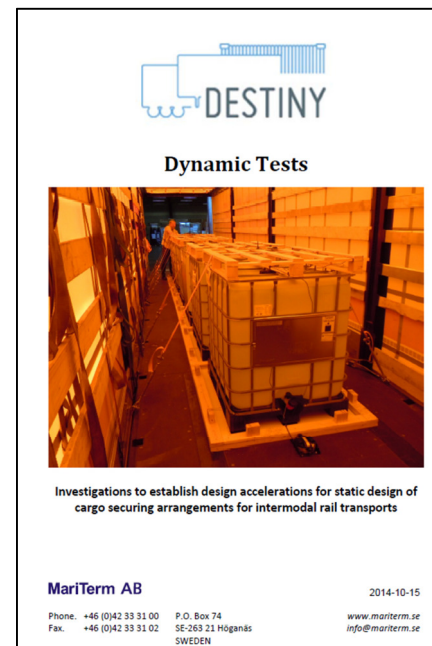 DESTINY
Dynamic Tests
Investigations to establish design accelerations for static design of
cargo securing arrangements for intermodal rail transports
MariTerm AB
2014-10-15
Phone. +46 (0)42 33 31 00 P.O. Box 74 www.mariterm.se
Fax. +46 (0)42 33 31 02 SE-263 21 Höganäs info@mariterm.se
SWEDEN